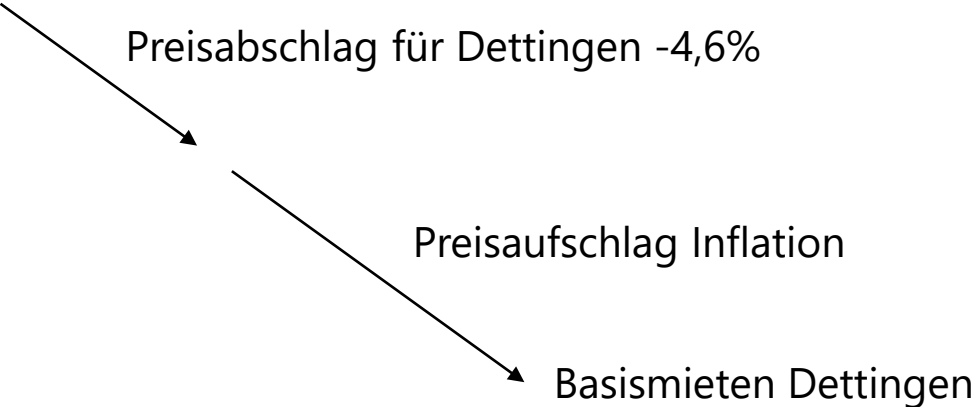 Preisabschlag für Dettingen -4,6%
Preisaufschlag Inflation
Basismieten Dettingen